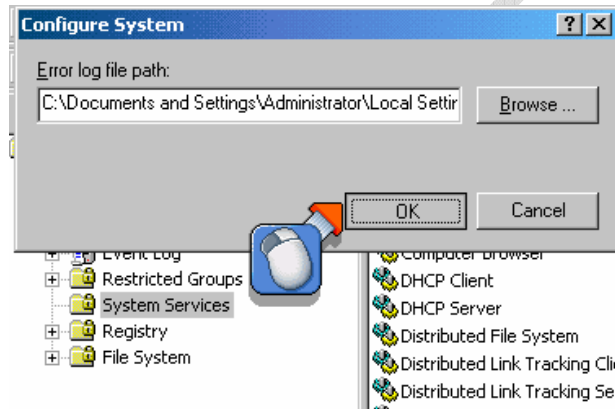 Configure System
Error log file path:
C:\Documents and Settings\Administrator\Local Settin
Browse ...
OK
Cancel
Event Log
Computer Browser
Restricted Groups
DHCP Client
System Services
DHCP Server
Registry
Distributed File System
File System
Distributed Link Tracking Clie
Distributed Link Tracking Se